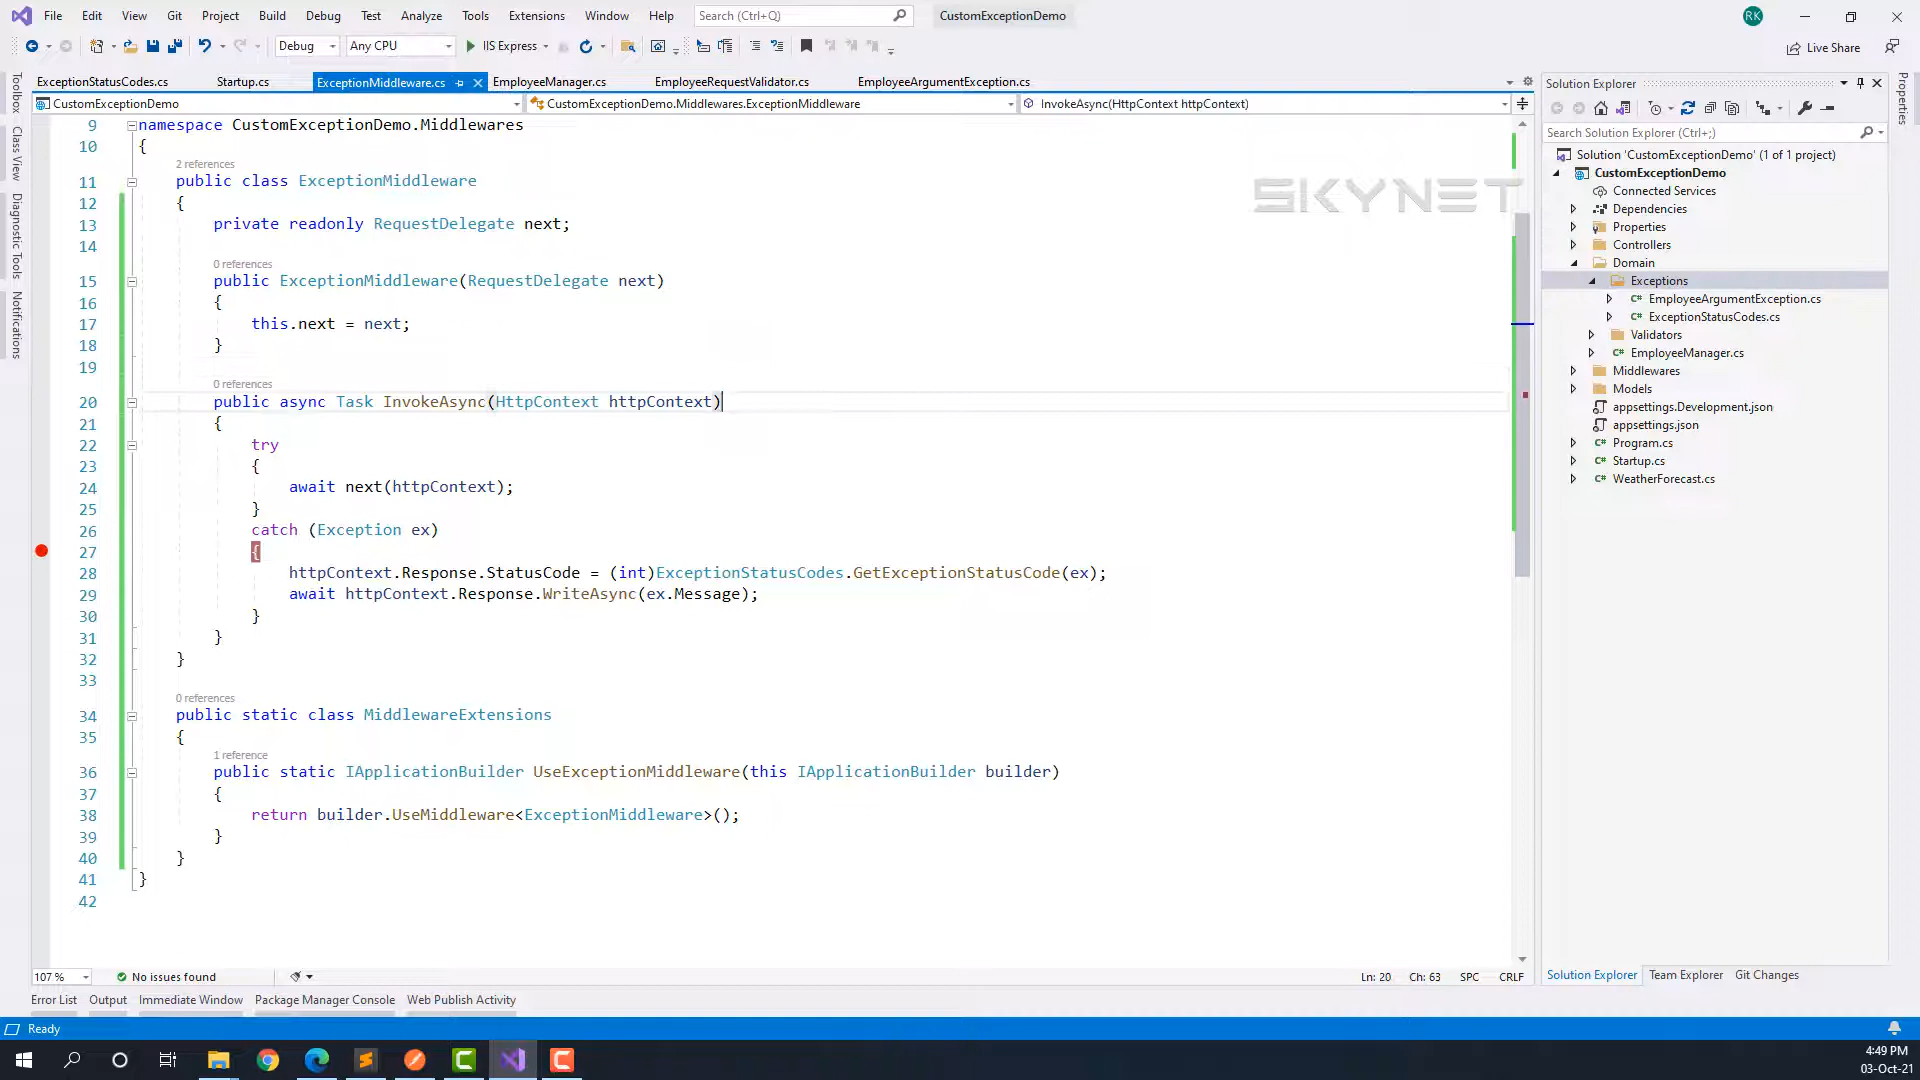 File Edit View Git Project Build Debug Test Analyze Tools Extensions Window Help Search (Ctrl+Q) CustomExceptionDemo RK
Debug Any CPU IIS Express Live Share
ExceptionStatusCodes.cs Startup.cs ExceptionMiddleware.cs EmployeeManager.cs EmployeeRequestValidator.cs EmployeeArgumentException.cs
CustomExceptionDemo CustomExceptionDemo.Middlewares.ExceptionMiddleware InvokeAsync(HttpContext httpContext)
Toolbox
Class View
Diagnostic Tools
Notifications
9 namespace CustomExceptionDemo.Middlewares
10 {
2 references
11 public class ExceptionMiddleware
12 {
13 private readonly RequestDelegate next;
14
0 references
15 public ExceptionMiddleware(RequestDelegate next)
16 {
17 this.next = next;
18 }
19
0 references
20 public async Task InvokeAsync(HttpContext httpContext)
21 {
22 try
23 {
24 await next(httpContext);
25 }
26 catch (Exception ex)
27 {
28 httpContext.Response.StatusCode = (int)ExceptionStatusCodes.GetExceptionStatusCode(ex);
29 await httpContext.Response.WriteAsync(ex.Message);
30 }
31 }
32 }
33
0 references
34 public static class MiddlewareExtensions
35 {
1 reference
36 public static IApplicationBuilder UseExceptionMiddleware(this IApplicationBuilder builder)
37 {
38 return builder.UseMiddleware<ExceptionMiddleware>();
39 }
40 }
41 }
42
SKYNET
107 % No issues found Ln: 20 Ch: 63 SPC CRLF
Error List Output Immediate Window Package Manager Console Web Publish Activity
Solution Explorer
Search Solution Explorer (Ctrl+;)
Solution 'CustomExceptionDemo' (1 of 1 project)
CustomExceptionDemo
Connected Services
Dependencies
Properties
Controllers
Domain
Exceptions
C# EmployeeArgumentException.cs
C# ExceptionStatusCodes.cs
Validators
C# EmployeeManager.cs
Middlewares
Models
appsettings.Development.json
appsettings.json
C# Program.cs
C# Startup.cs
C# WeatherForecast.cs
Solution Explorer Team Explorer Git Changes
Properties
Ready
4:49 PM
03-Oct-21